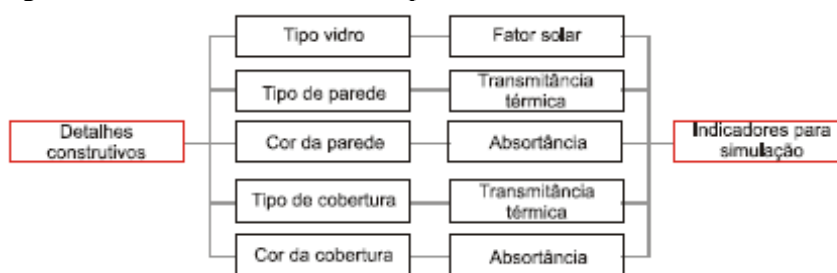 Tipo vidro
Fator solar
Tipo de parede
Transmitância
térmica
Detalhes
construtivos
Cor da parede
Absortância
Indicadores para
simulação
Tipo de cobertura
Transmitância
térmica
Cor da cobertura
Absortância